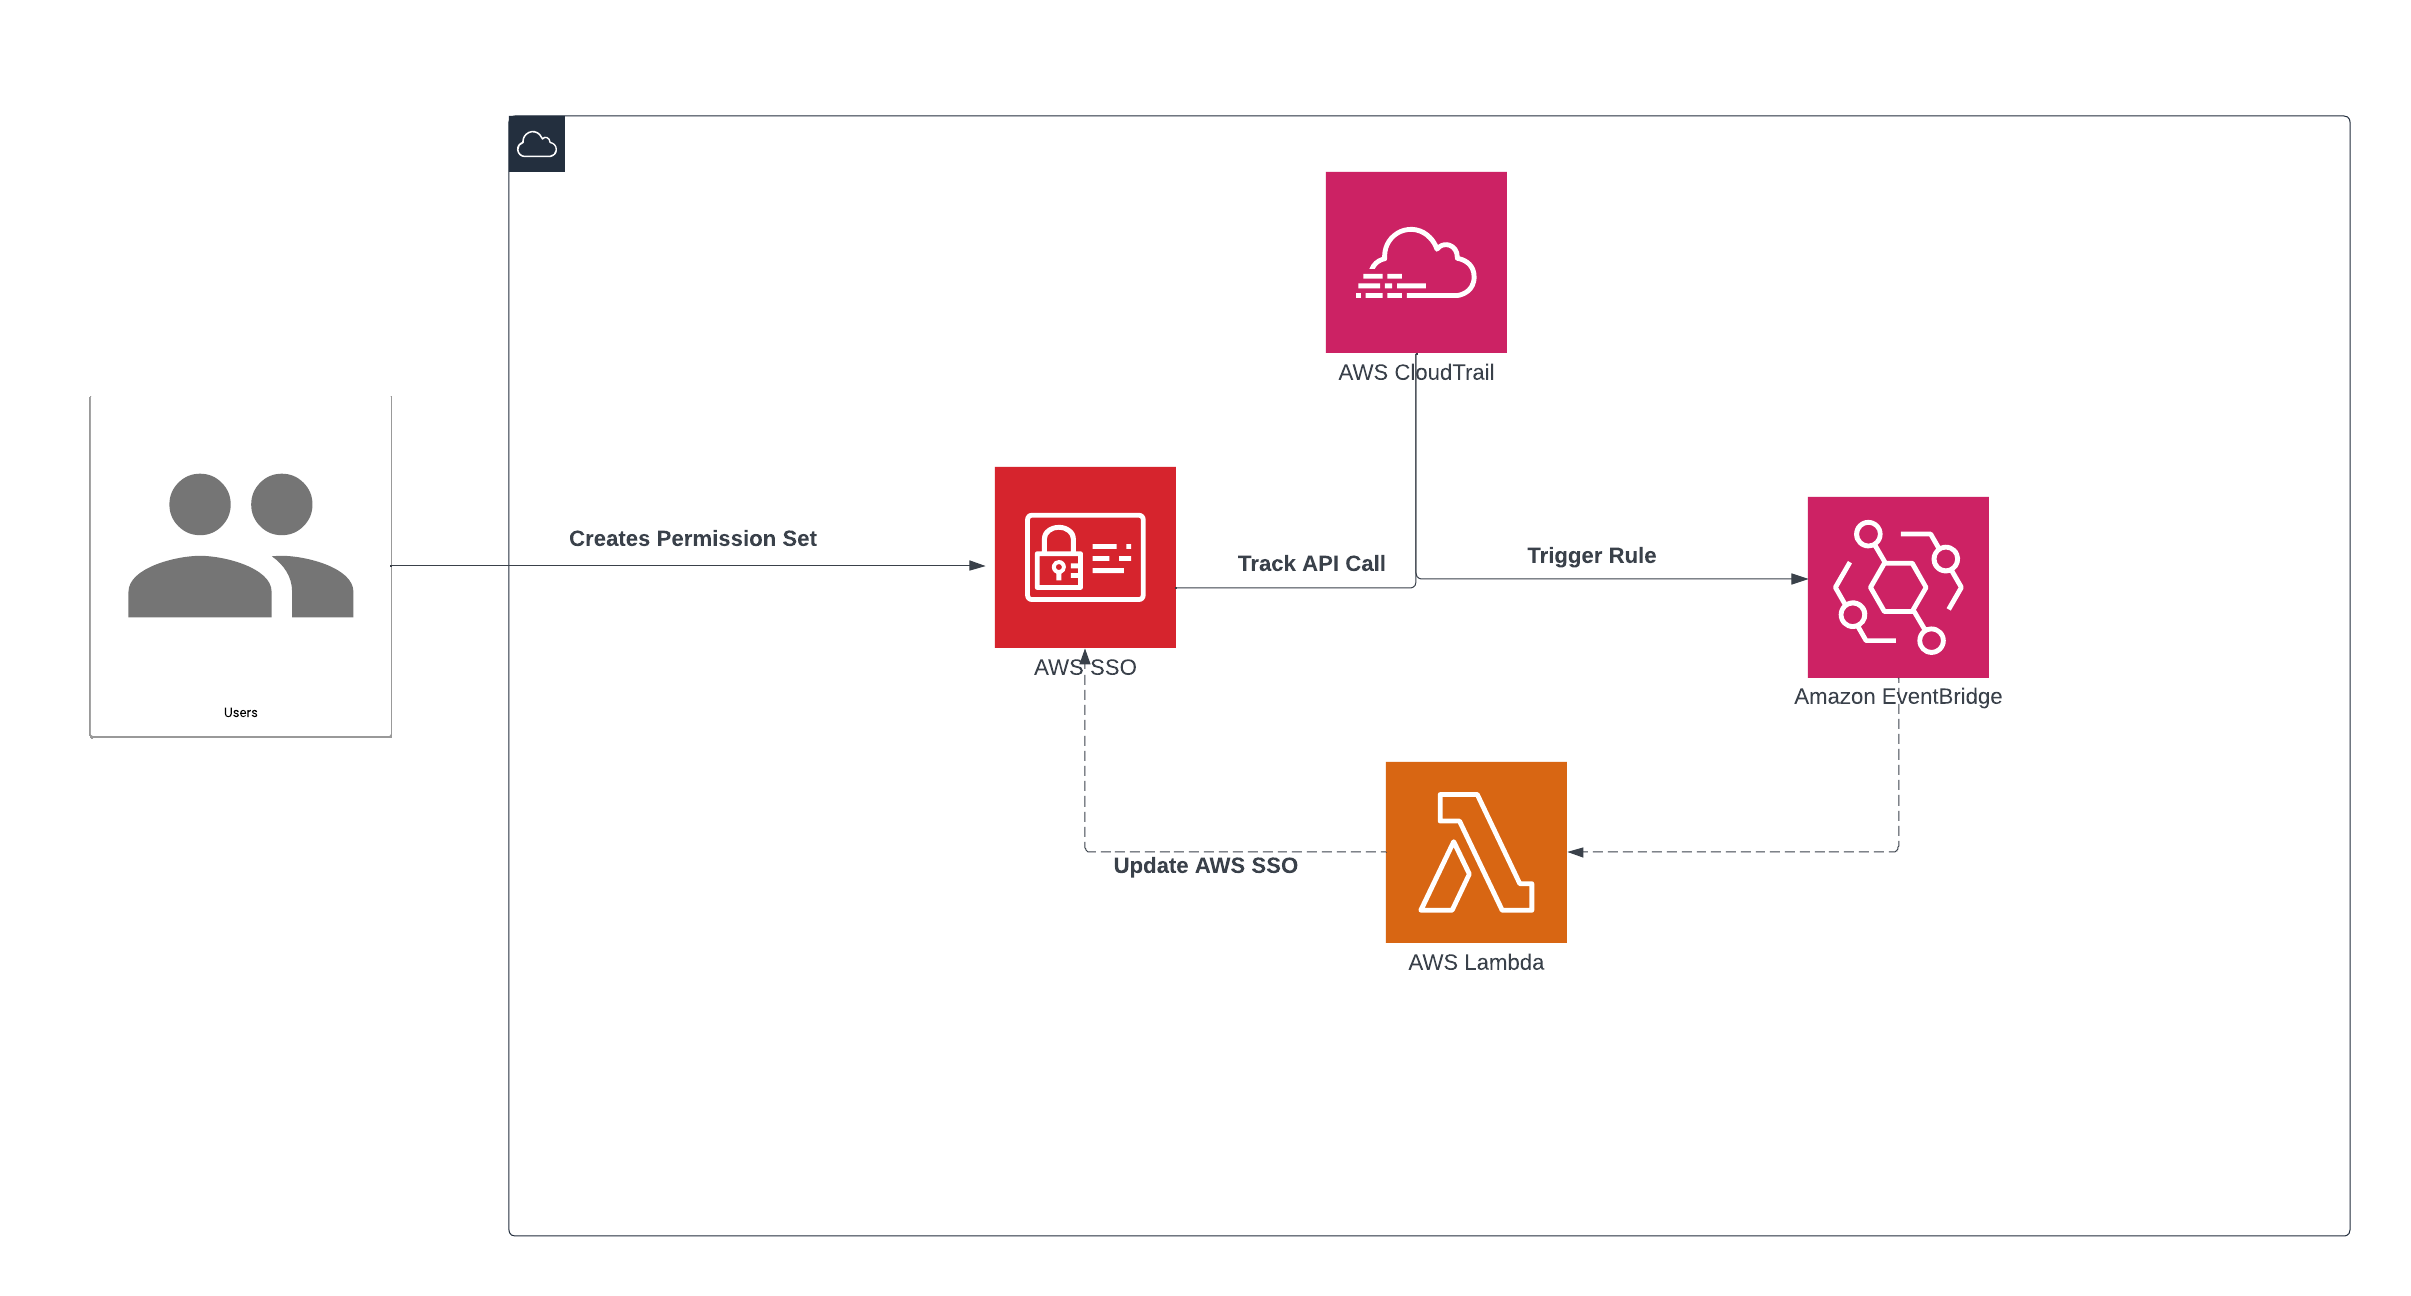 AWS CloudTrail
Creates Permission Set
Track API Call
Trigger Rule
AWS SSO
Amazon EventBridge
Users
Update AWS SSO
AWS Lambda